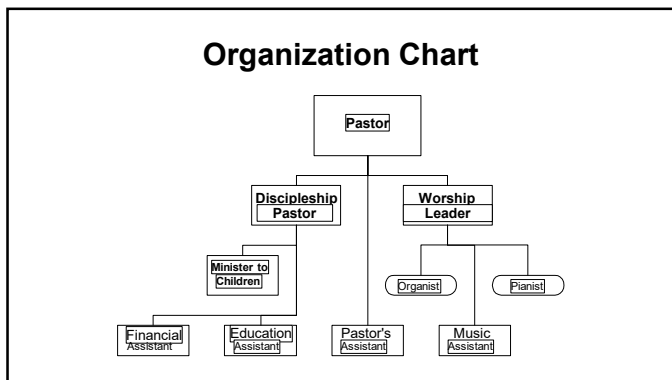 Organization Chart
Pastor
Discipleship
Pastor
Worship
Leader
Minister to
Children
Organist
Pianist
Financial
Assistant
Education
Assistant
Pastor's
Assistant
Music
Assistant